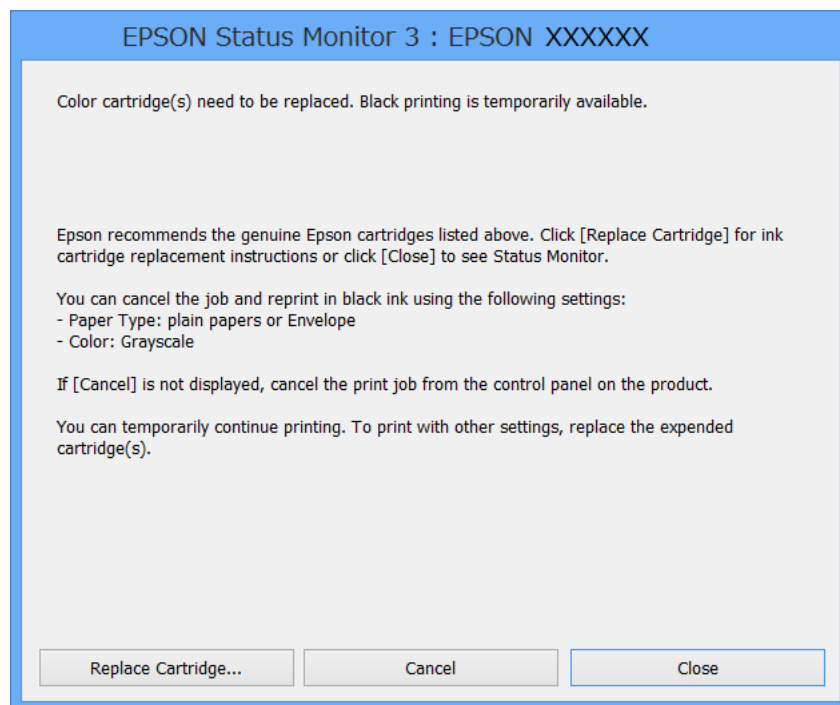 EPSON Status Monitor 3 : EPSON XXXXXX
Color cartridge(s) need to be replaced. Black printing is temporarily available.
Epson recommends the genuine Epson cartridges listed above. Click [Replace Cartridge] for ink
cartridge replacement instructions or click [Close] to see Status Monitor.
You can cancel the job and reprint in black ink using the following settings:
- Paper Type: plain papers or Envelope
- Color: Grayscale
If [Cancel] is not displayed, cancel the print job from the control panel on the product.
You can temporarily continue printing. To print with other settings, replace the expended
cartridge(s).
Replace Cartridge... Cancel Close